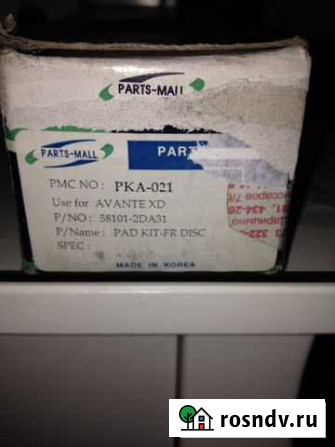 PARTS-MALL
PARTS-MALL PART
PMC NO : PKA-021
Use for AVANTE XD
P/NO : 58101-2DA31
P/Name : PAD KIT-FR DISC
SPEC :
MADE IN KOREA
rosndv.ru